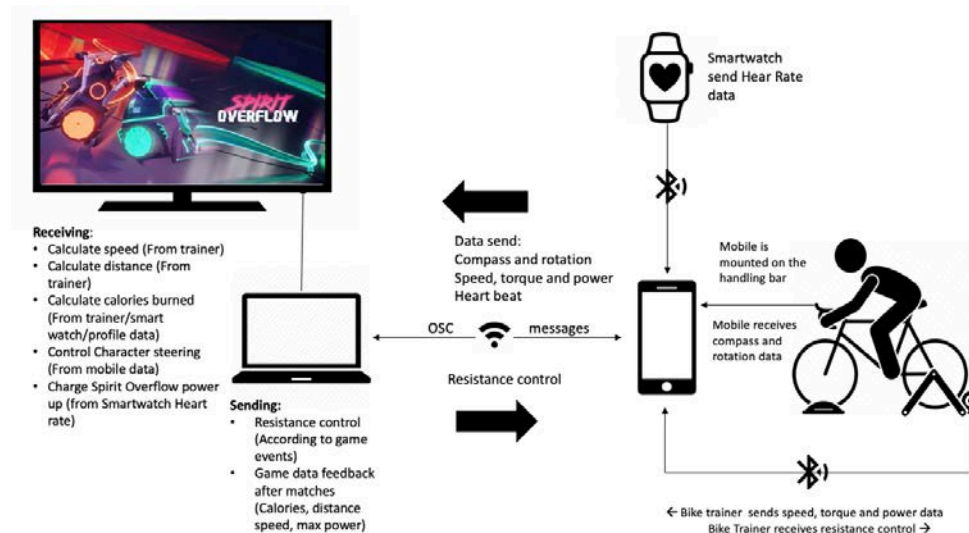 SPIRIT
OVERFLOW
Receiving:
• Calculate speed (From trainer)
• Calculate distance (From
trainer)
• Calculate calories burned
(From trainer/smart
watch/profile data)
• Control Character steering
(From mobile data)
• Charge Spirit Overflow power
up (from Smartwatch Heart
rate)
Sending:
• Resistance control
(According to game
events)
• Game data feedback
after matches
(Calories, distance
speed, max power)
Data send:
Compass and rotation
Speed, torque and power
Heart beat
OSC
messages
Resistance control
Smartwatch
send Hear Rate
data
Mobile is
mounted on the
handling bar
Mobile receives
compass and
rotation data
← Bike trainer sends speed, torque and power data
Bike Trainer receives resistance control →